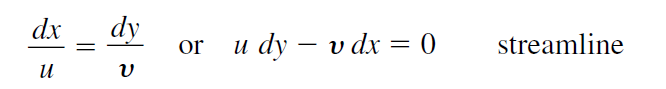 dx/u = dy/υ or u dy − υ dx = 0 streamline